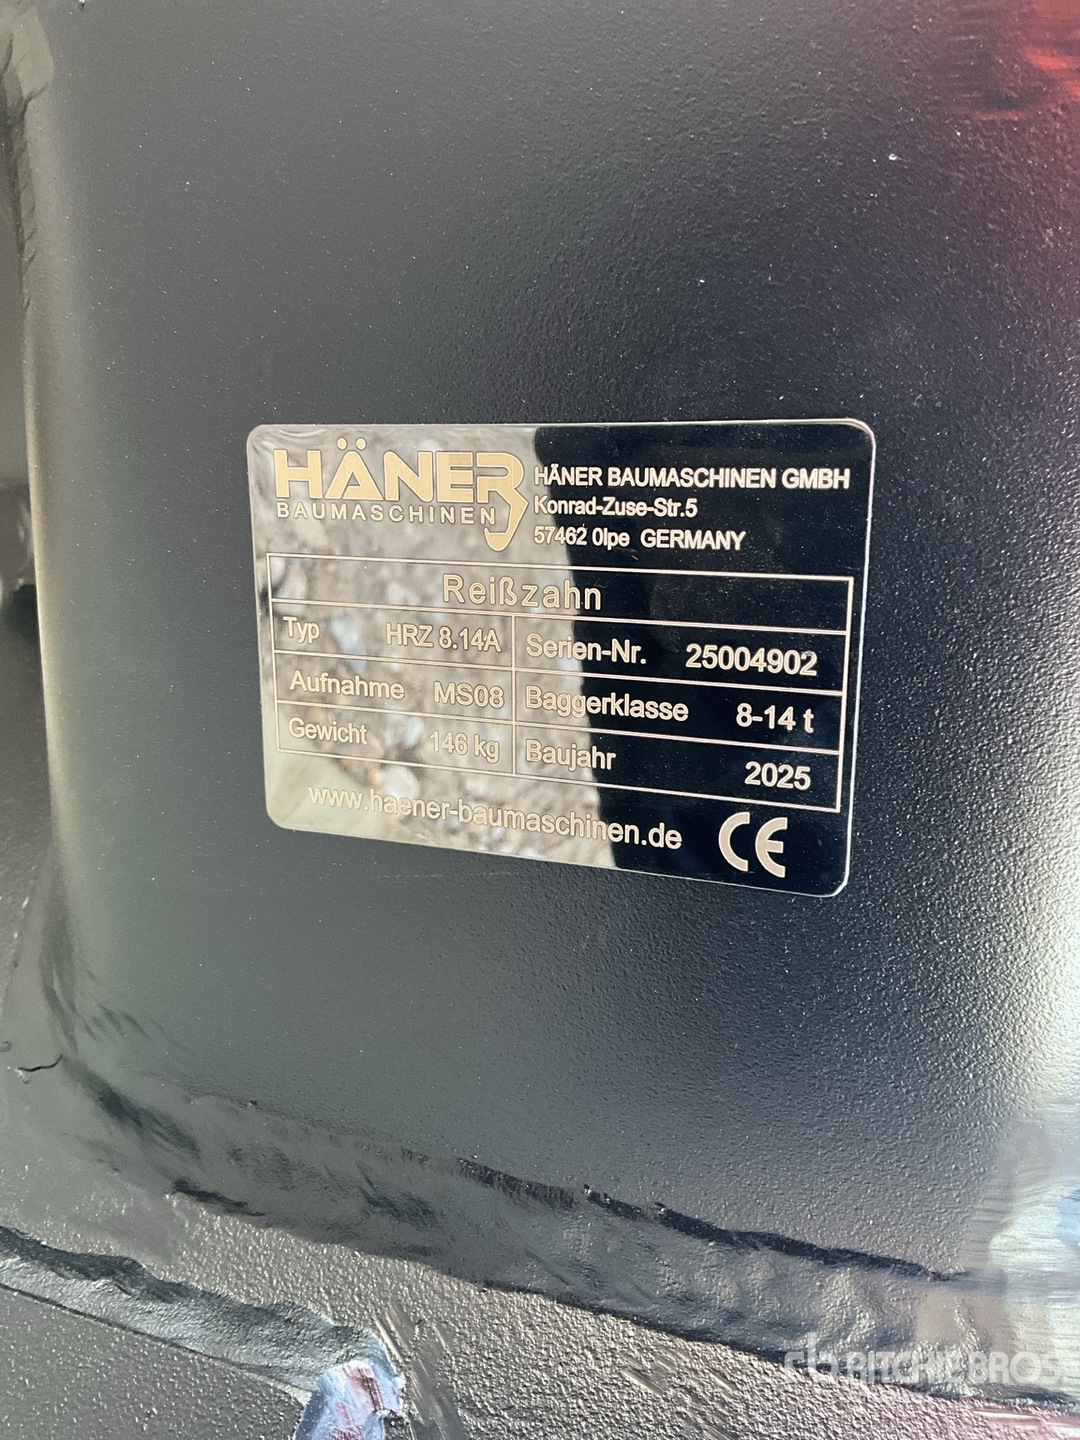 HÄNER
BAUMASCHINEN
HÄNER BAUMASCHINEN GMBH
Konrad-Zuse-Str.5
57462 Olpe GERMANY
Reißzahn
Typ HRZ 8.14A Serien-Nr. 25004902
Aufnahme MS08 Baggerklasse 8-14 t
Gewicht 146 kg Baujahr 2025
www.haener-baumaschinen.de CE
rb RITCHIE BROS